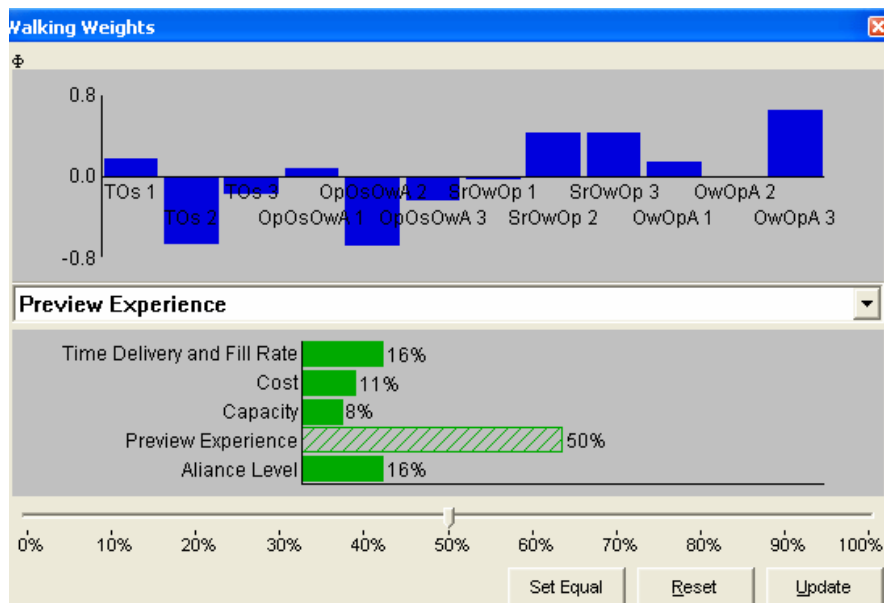 Walking Weights
Φ
0.8
0.0
TOs 1 TOs 3 OpOsOwA 2 SrOwOp 1 SrOwOp 3 OwOpA 2
TOs 2 OpOsOwA 1 OpOsOwA 3 SrOwOp 2 OwOpA 1 OwOpA 3
-0.8
Preview Experience
Time Delivery and Fill Rate 16%
Cost 11%
Capacity 8%
Preview Experience 50%
Aliance Level 16%
0% 10% 20% 30% 40% 50% 60% 70% 80% 90% 100%
Set Equal Reset Update